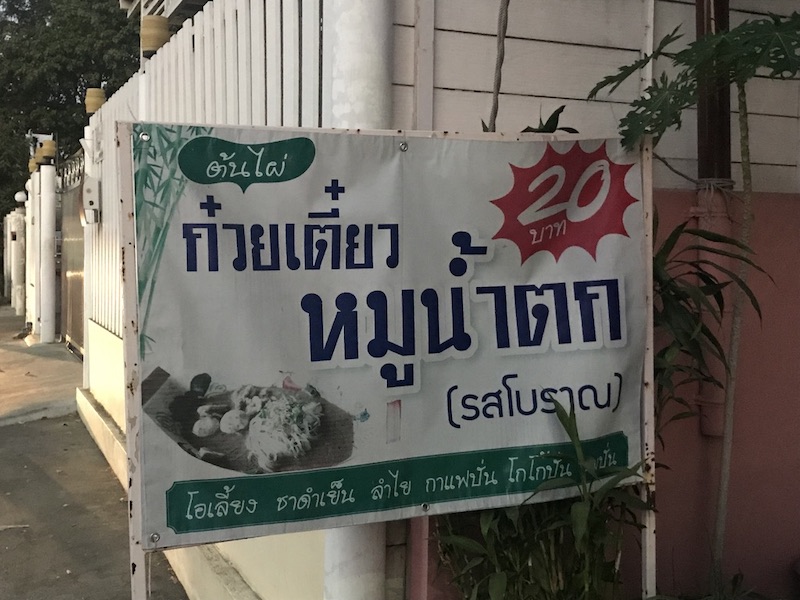 ต้นไผ่
20
บาท
ก๋วยเตี๋ยว
หมูน้ำตก
(รสโบราณ)
โอเลี้ยง ชาดำเย็น ลำไย กาแฟปั่น โกโก้ปั่น